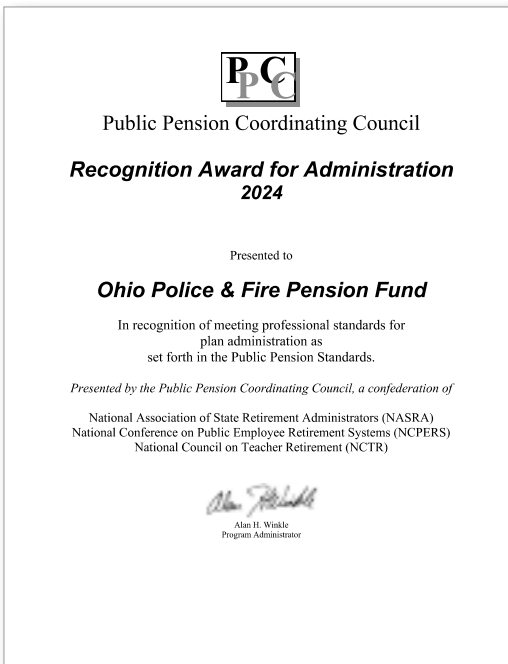 P P C C
Public Pension Coordinating Council
Recognition Award for Administration
2024
Presented to
Ohio Police & Fire Pension Fund
In recognition of meeting professional standards for
plan administration as
set forth in the Public Pension Standards.
Presented by the Public Pension Coordinating Council, a confederation of
National Association of State Retirement Administrators (NASRA)
National Conference on Public Employee Retirement Systems (NCPERS)
National Council on Teacher Retirement (NCTR)
Alan H. Winkle
Alan H. Winkle
Program Administrator